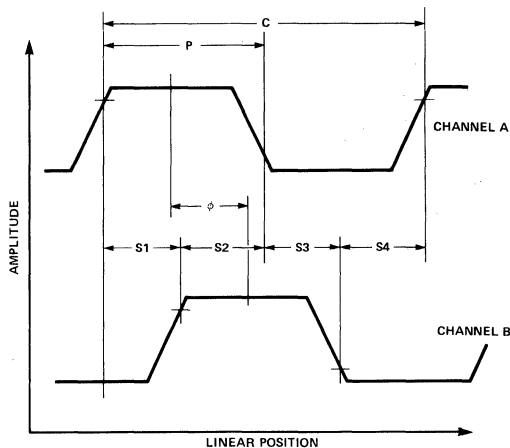 C
P
CHANNEL A
ϕ
S1 S2 S3 S4
AMPLITUDE
CHANNEL B
LINEAR POSITION